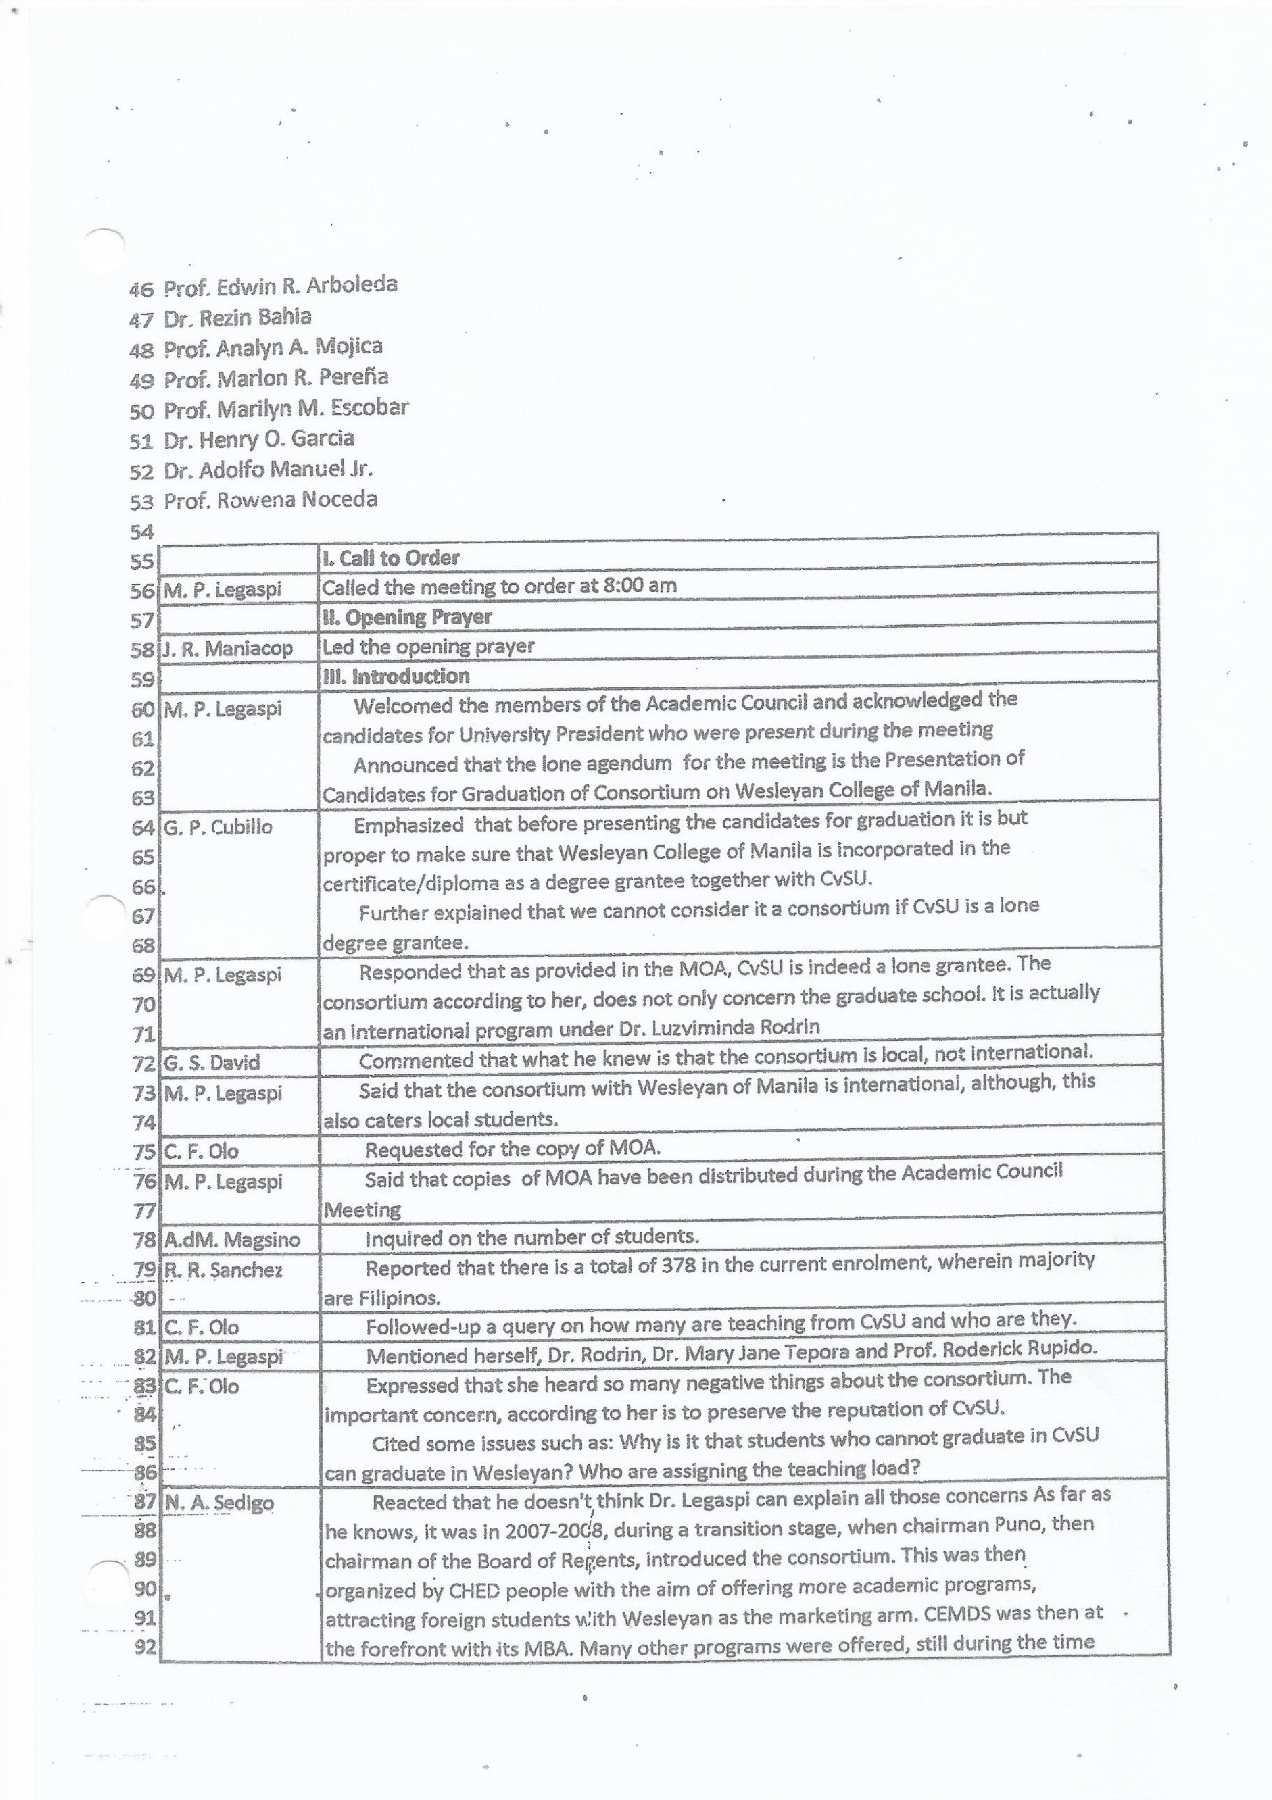 46 Prof. Edwin R. Arboleda
47 Dr. Rezin Bahia
48 Prof. Analyn A. Mojica
49 Prof. Marlon R. Pereña
50 Prof. Marilyn M. Escobar
51 Dr. Henry O. Garcia
52 Dr. Adolfo Manuel Jr.
53 Prof. Rowena Noceda
54
55 I. Call to Order
56 M. P. Legaspi Called the meeting to order at 8:00 am
57 II. Opening Prayer
58 J. R. Maniacop Led the opening prayer
59 III. Introduction
60 M. P. Legaspi Welcomed the members of the Academic Council and acknowledged the
61 candidates for University President who were present during the meeting
62 Announced that the lone agendum for the meeting is the Presentation of
63 Candidates for Graduation of Consortium on Wesleyan College of Manila.
64 G. P. Cubillo Emphasized that before presenting the candidates for graduation it is but
65 proper to make sure that Wesleyan College of Manila is incorporated in the
66 certificate/diploma as a degree grantee together with CvSU.
67 Further explained that we cannot consider it a consortium if CvSU is a lone
68 degree grantee.
69 M. P. Legaspi Responded that as provided in the MOA, CvSU is indeed a lone grantee. The
70 consortium according to her, does not only concern the graduate school. It is actually
71 an international program under Dr. Luzviminda Rodrin
72 G. S. David Commented that what he knew is that the consortium is local, not international.
73 M. P. Legaspi Said that the consortium with Wesleyan of Manila is international, although, this
74 also caters local students.
75 C. F. Olo Requested for the copy of MOA.
76 M. P. Legaspi Said that copies of MOA have been distributed during the Academic Council
77 Meeting
78 A.dM. Magsino Inquired on the number of students.
79 R. R. Sanchez Reported that there is a total of 378 in the current enrolment, wherein majority
80 are Filipinos.
81 C. F. Olo Followed-up a query on how many are teaching from CvSU and who are they.
82 M. P. Legaspi Mentioned herself, Dr. Rodrin, Dr. Mary Jane Tepora and Prof. Roderick Rupido.
83 C. F. Olo Expressed that she heard so many negative things about the consortium. The
84 important concern, according to her is to preserve the reputation of CvSU.
85 Cited some issues such as: Why is it that students who cannot graduate in CvSU
86 can graduate in Wesleyan? Who are assigning the teaching load?
87 N. A. Sedigo Reacted that he doesn't think Dr. Legaspi can explain all those concerns As far as
88 he knows, it was in 2007-2008, during a transition stage, when chairman Puno, then
89 chairman of the Board of Regents, introduced the consortium. This was then
90 organized by CHED people with the aim of offering more academic programs,
91 attracting foreign students with Wesleyan as the marketing arm. CEMDS was then at
92 the forefront with its MBA. Many other programs were offered, still during the time